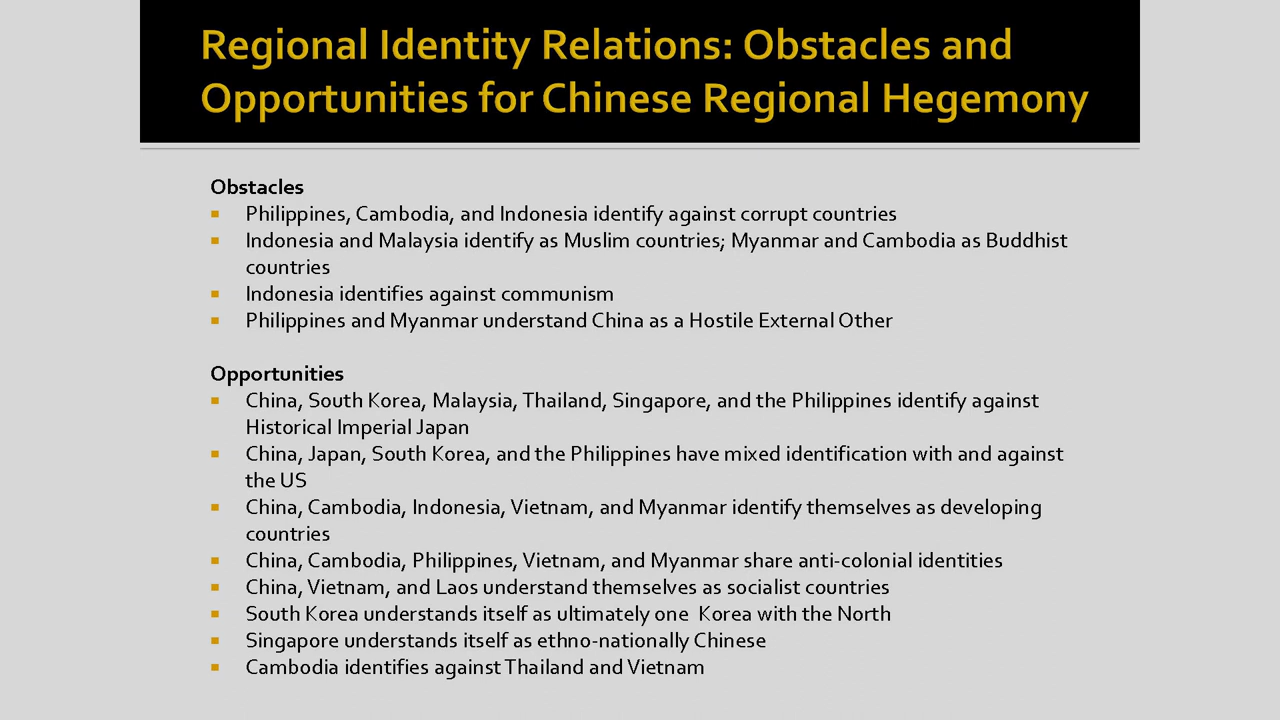 Regional Identity Relations: Obstacles and
Opportunities for Chinese Regional Hegemony
Obstacles
Philippines, Cambodia, and Indonesia identify against corrupt countries
Indonesia and Malaysia identify as Muslim countries; Myanmar and Cambodia as Buddhist
countries
Indonesia identifies against communism
Philippines and Myanmar understand China as a Hostile External Other
Opportunities
China, South Korea, Malaysia, Thailand, Singapore, and the Philippines identify against
Historical Imperial Japan
China, Japan, South Korea, and the Philippines have mixed identification with and against
the US
China, Cambodia, Indonesia, Vietnam, and Myanmar identify themselves as developing
countries
China, Cambodia, Philippines, Vietnam, and Myanmar share anti-colonial identities
China, Vietnam, and Laos understand themselves as socialist countries
South Korea understands itself as ultimately one  Korea with the North
Singapore understands itself as ethno-nationally Chinese
Cambodia identifies against Thailand and Vietnam